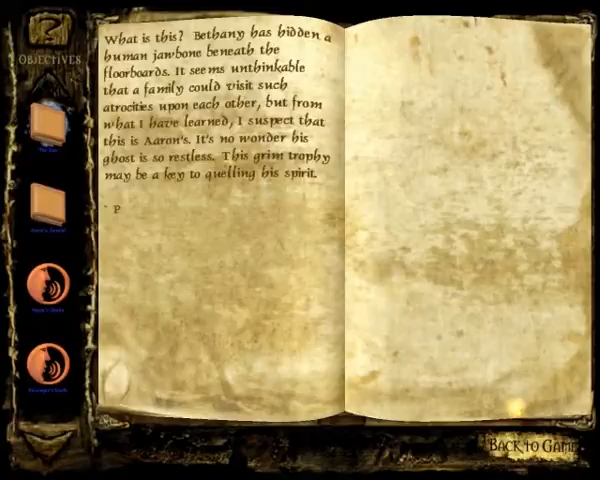 OBJECTIVES
What is this? Bethany has hidden a
human jawbone beneath the
floorboards. It seems unthinkable
that a family could visit such
atrocities upon each other, but from
what I have learned, I suspect that
this is Aaron's. It's no wonder his
ghost is so restless. This grim trophy
may be a key to quelling his spirit.
- P
BACK TO GAME